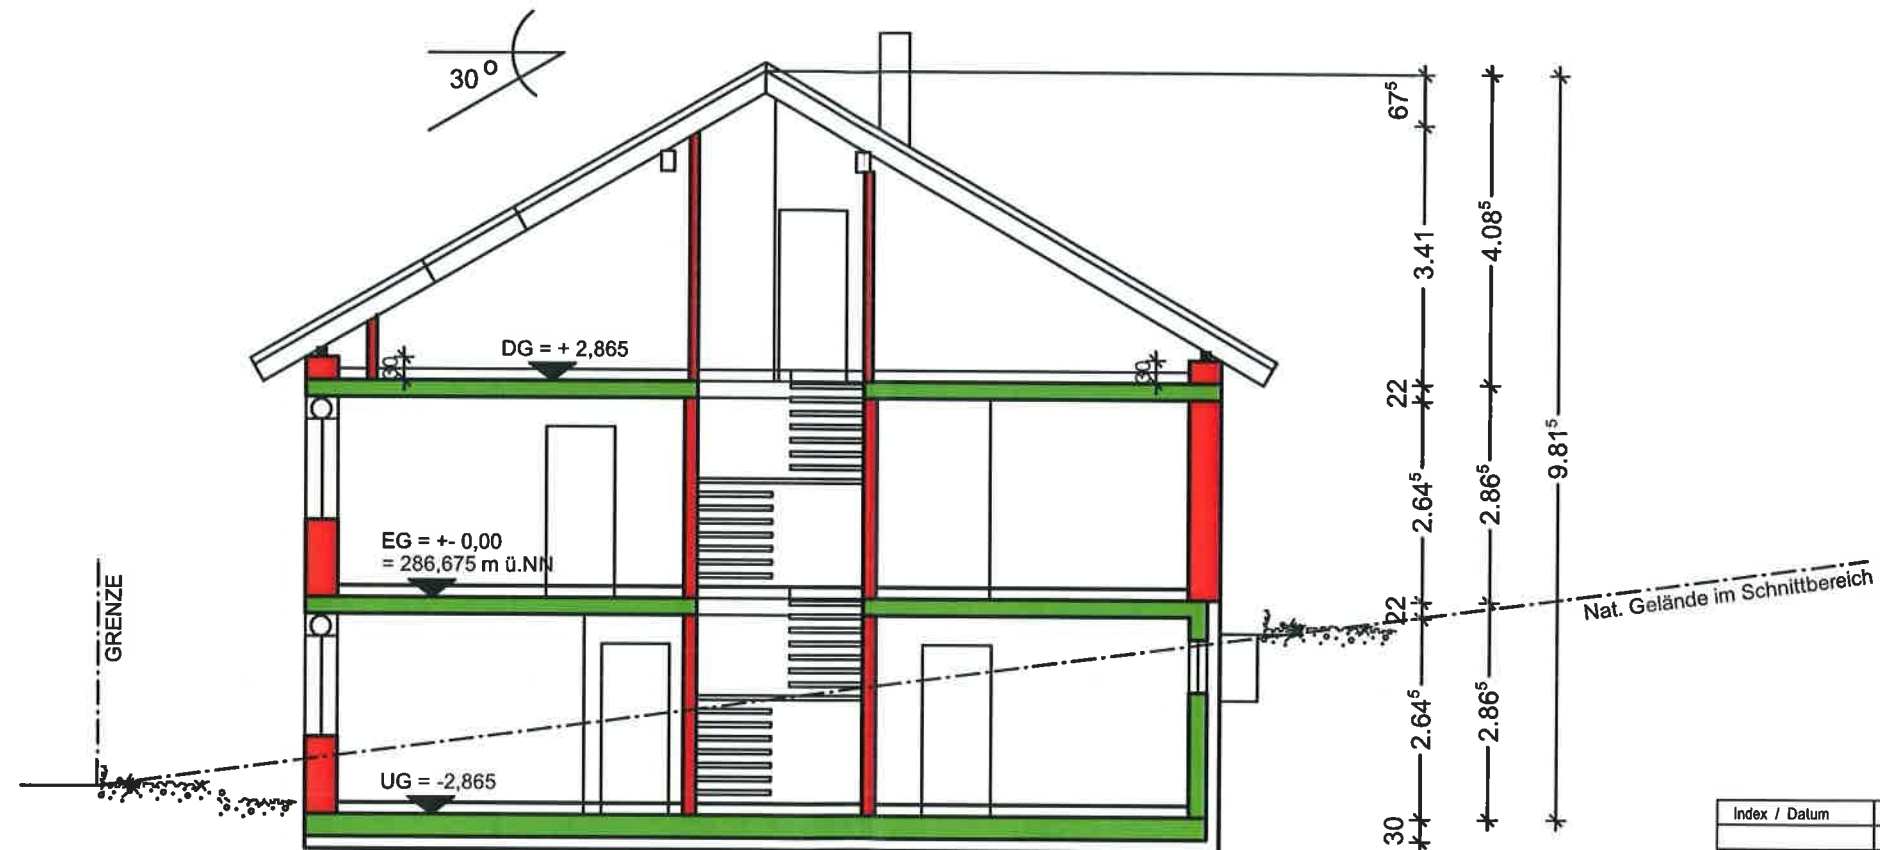 30 °
67⁵
3.41
4.08⁵
DG = + 2,865
30
30
22
9.81⁵
2.64⁵
2.86⁵
EG = +- 0,00
= 286,675 m ü.NN
GRENZE
22
Nat. Gelände im Schnittbereich
2.64⁵
2.86⁵
UG = -2,865
30
Index / Datum